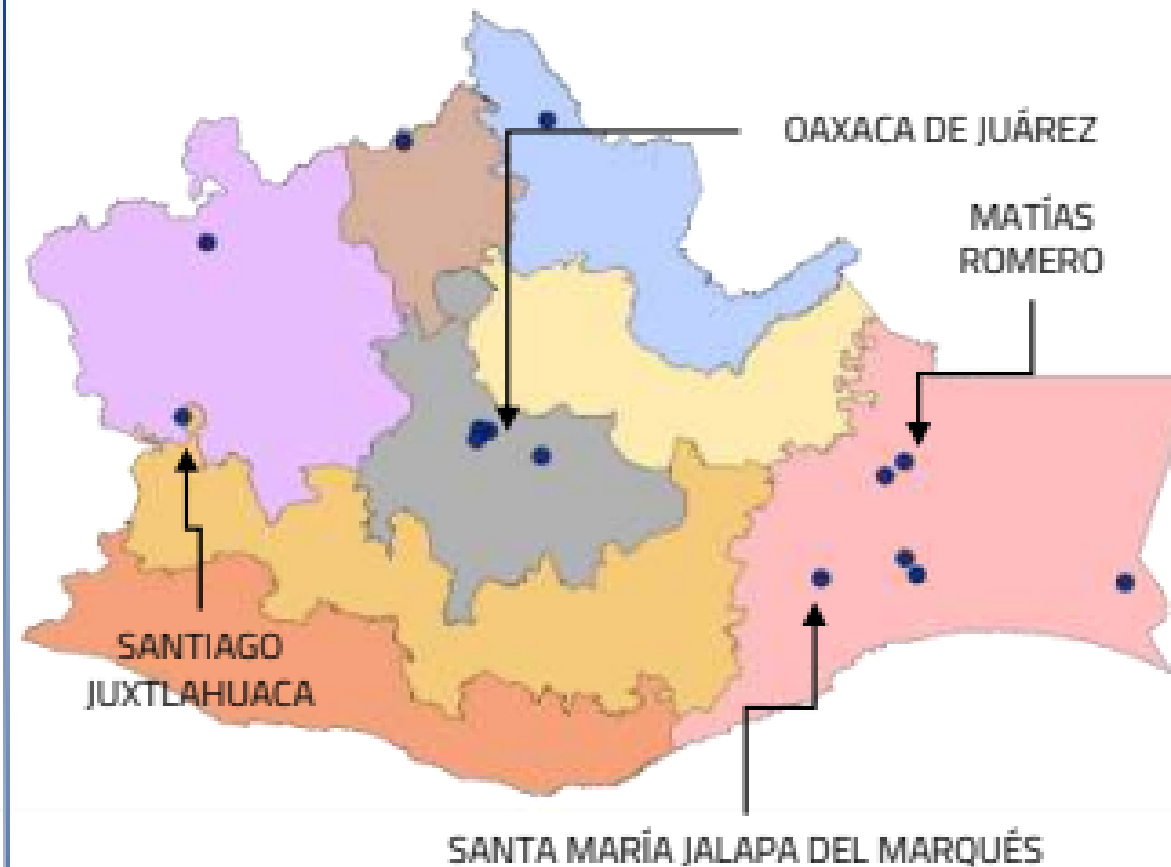 OAXACA DE JUÁREZ
MATÍAS
ROMERO
SANTIAGO
JUXTLAHUACA
SANTA MARÍA JALAPA DEL MARQUÉS